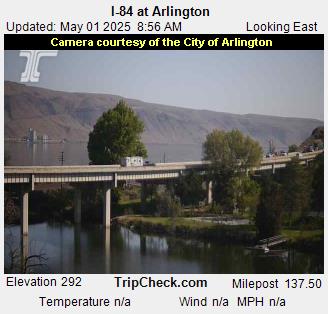 I-84 at Arlington
Updated: May 01 2025 8:56 AM Looking East
Camera courtesy of the City of Arlington
Elevation 292 TripCheck.com Milepost 137.50
Temperature n/a Wind n/a MPH n/a